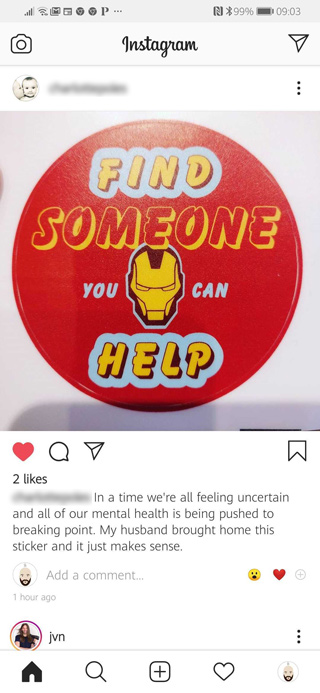 99% 09:03
Instagram
FIND
SOMEONE
YOU CAN
HELP
2 likes
In a time we're all feeling uncertain
and all of our mental health is being pushed to
breaking point. My husband brought home this
sticker and it just makes sense.
Add a comment...
1 hour ago
jvn